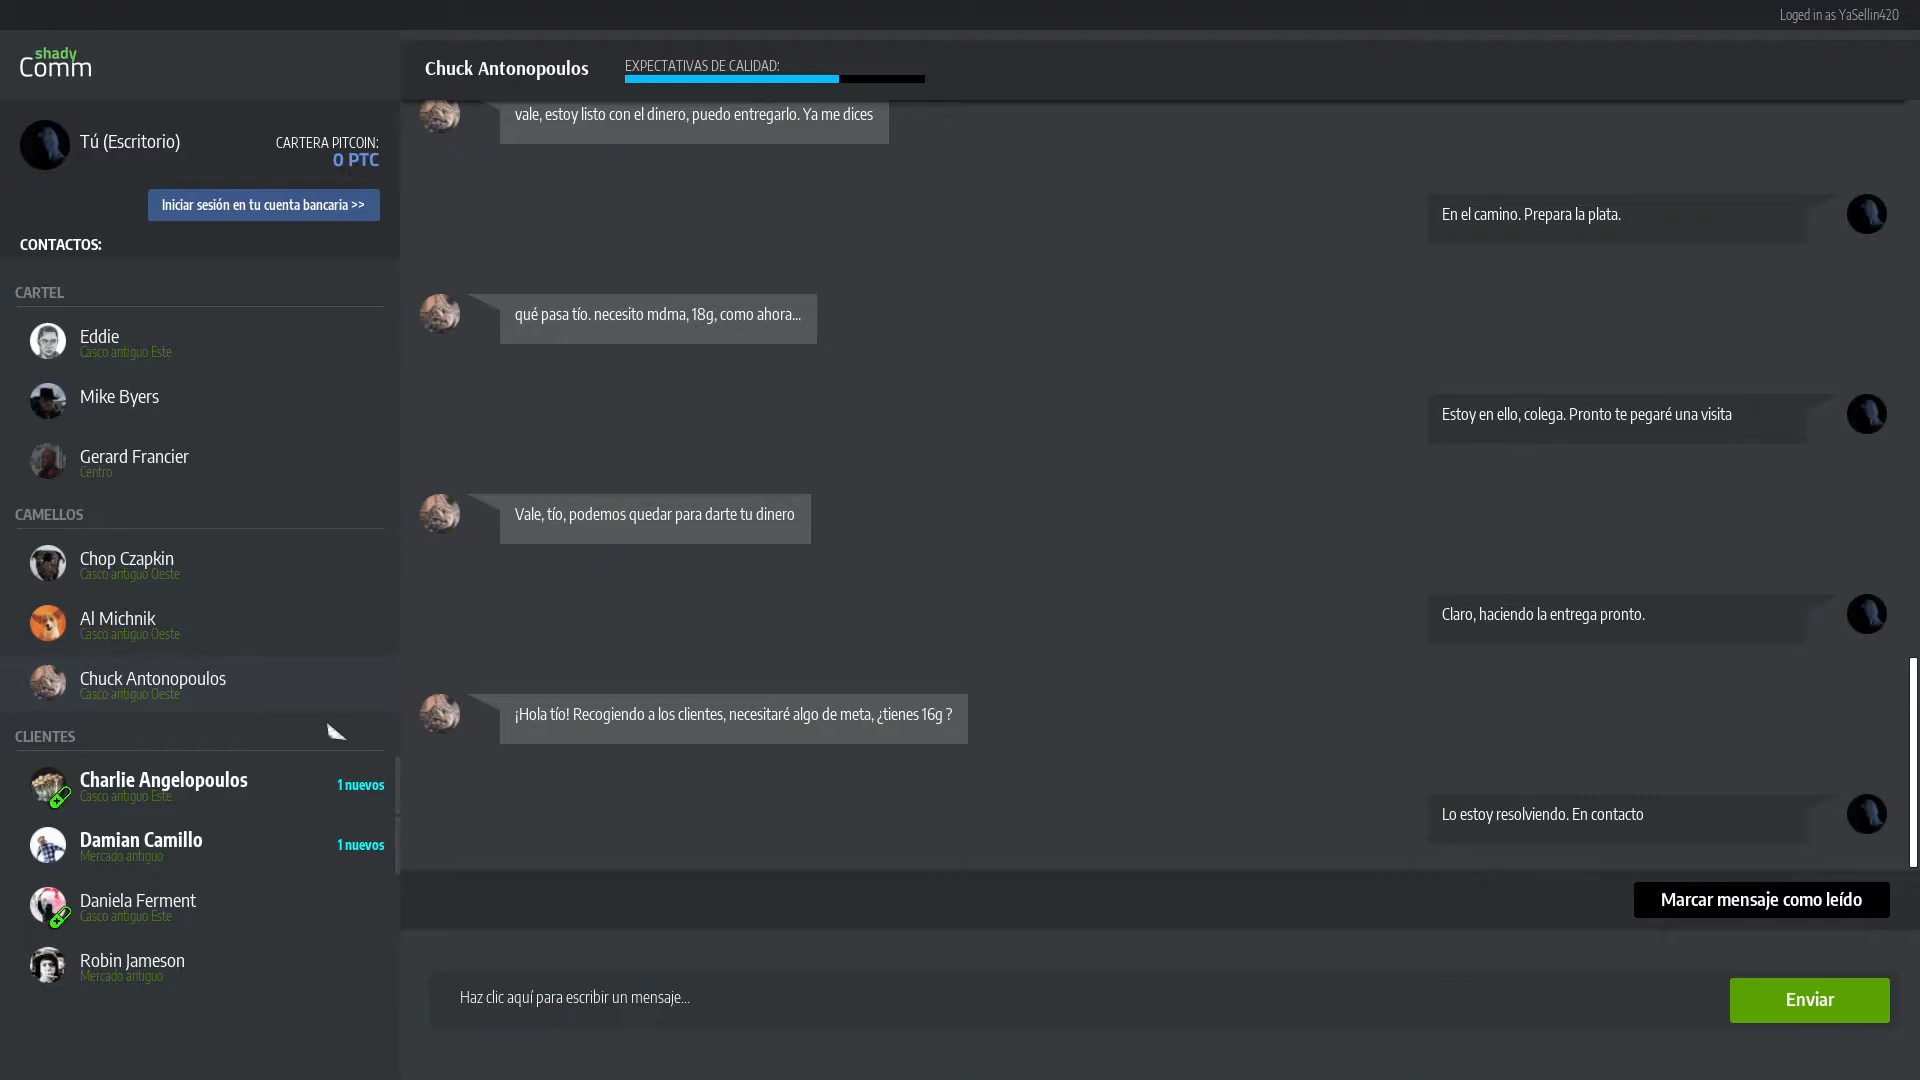 Loged in as YaSellin420
shady
Comm
Tú (Escritorio)
CARTERA PITCOIN:
0 PTC
Iniciar sesión en tu cuenta bancaria >>
CONTACTOS:
CARTEL
Eddie
Casco antiguo Este
Mike Byers
Gerard Francier
Centro
CAMELLOS
Chop Czapkin
Casco antiguo Oeste
Al Michnik
Casco antiguo Oeste
Chuck Antonopoulos
Casco antiguo Oeste
CLIENTES
Charlie Angelopoulos
Casco antiguo Este
1 nuevos
Damian Camillo
Mercado antiguo
1 nuevos
Daniela Ferment
Casco antiguo Este
Robin Jameson
Mercado antiguo
Chuck Antonopoulos
EXPECTATIVAS DE CALIDAD:
vale, estoy listo con el dinero, puedo entregarlo. Ya me dices
En el camino. Prepara la plata.
qué pasa tío. necesito mdma, 18g, como ahora...
Estoy en ello, colega. Pronto te pegaré una visita
Vale, tío, podemos quedar para darte tu dinero
Claro, haciendo la entrega pronto.
¡Hola tío! Recogiendo a los clientes, necesitaré algo de meta, ¿tienes 16g ?
Lo estoy resolviendo. En contacto
Marcar mensaje como leído
Haz clic aquí para escribir un mensaje...
Enviar